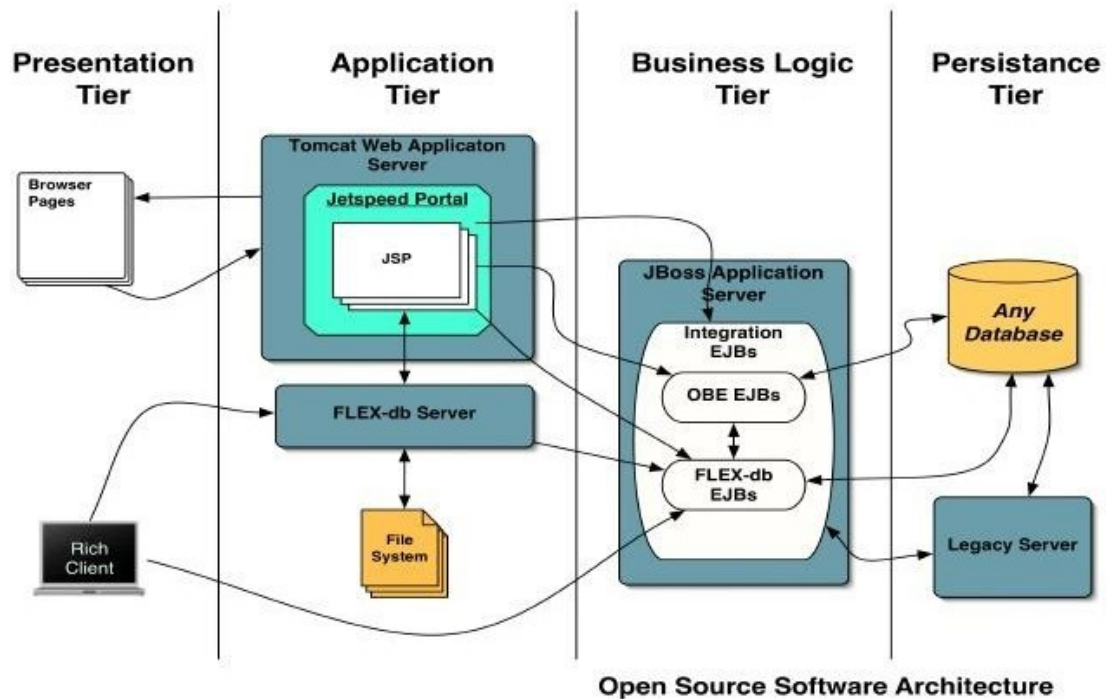 Presentation
Tier
Application
Tier
Business Logic
Tier
Persistance
Tier
Tomcat Web Applicaton
Server
Jetspeed Portal
JSP
Browser
Pages
JBoss Application
Server
Integration
EJBs
OBE EJBs
FLEX-db
EJBs
Any
Database
FLEX-db Server
File
System
Rich
Client
Legacy Server
Open Source Software Architecture